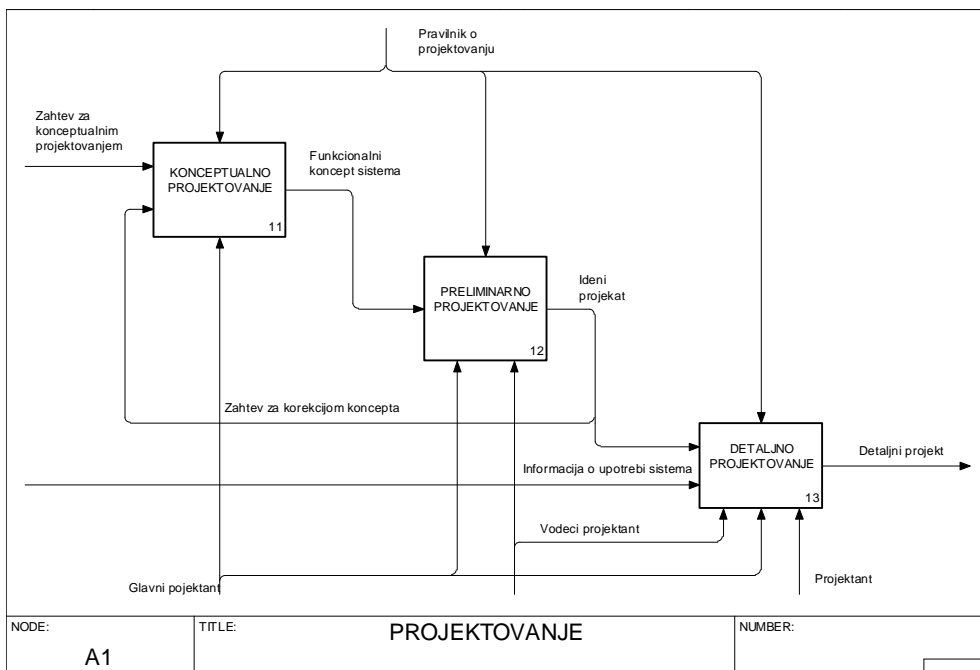 Pravilnik o
projektovanju
Zahtev za
konceptualnim
projektovanjem
KONCEPTUALNO
PROJEKTOVANJE
11
Funkcionalni
koncept sistema
PRELIMINARNO
PROJEKTOVANJE
12
Ideni
projekat
Zahtev za korekcijom koncepta
DETALJNO
PROJEKTOVANJE
13
Detaljni projekt
Informacija o upotrebi sistema
Vodeci projektant
Glavni pojektant
Projektant
NODE:
A1
TITLE:
PROJEKTOVANJE
NUMBER: